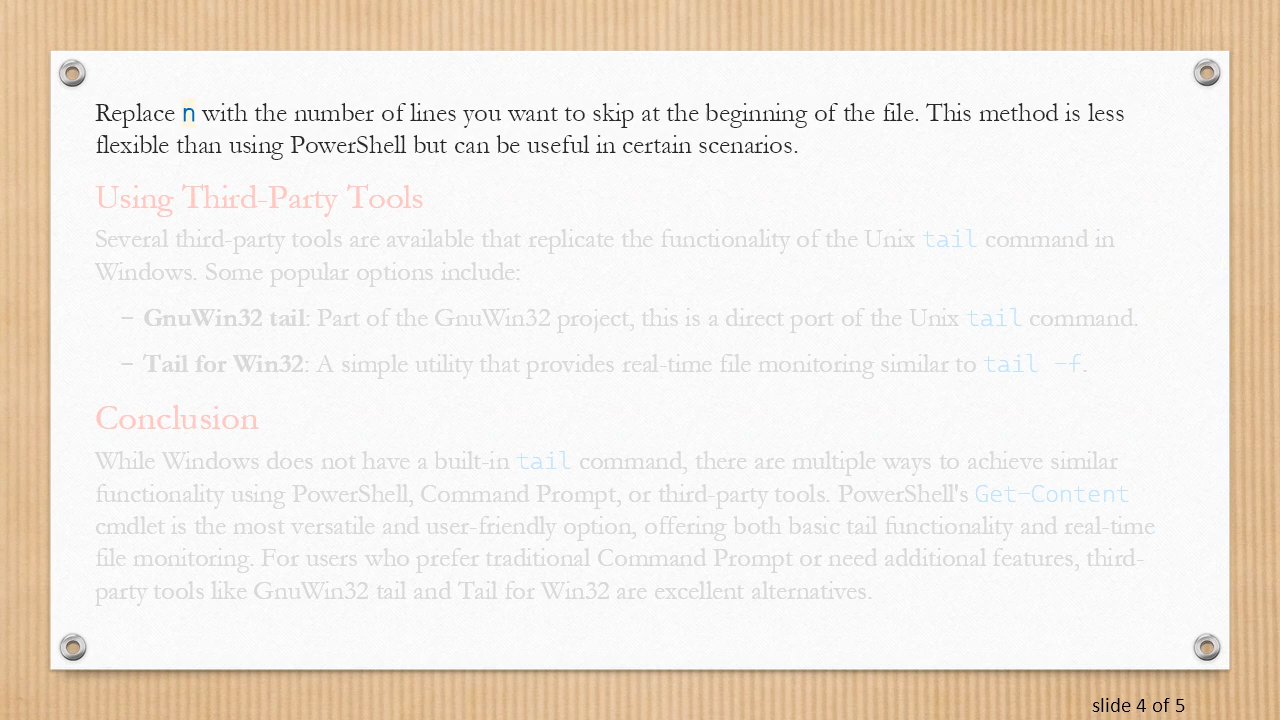 Replace n with the number of lines you want to skip at the beginning of the file. This method is less
flexible than using PowerShell but can be useful in certain scenarios.
Using Third-Party Tools
Several third-party tools are available that replicate the functionality of the Unix tail command in
Windows. Some popular options include:
– GnuWin32 tail: Part of the GnuWin32 project, this is a direct port of the Unix tail command.
– Tail for Win32: A simple utility that provides real-time file monitoring similar to tail -f.
Conclusion
While Windows does not have a built-in tail command, there are multiple ways to achieve similar
functionality using PowerShell, Command Prompt, or third-party tools. PowerShell's Get-Content
cmdlet is the most versatile and user-friendly option, offering both basic tail functionality and real-time
file monitoring. For users who prefer traditional Command Prompt or need additional features, third-
party tools like GnuWin32 tail and Tail for Win32 are excellent alternatives.
slide 4 of 5